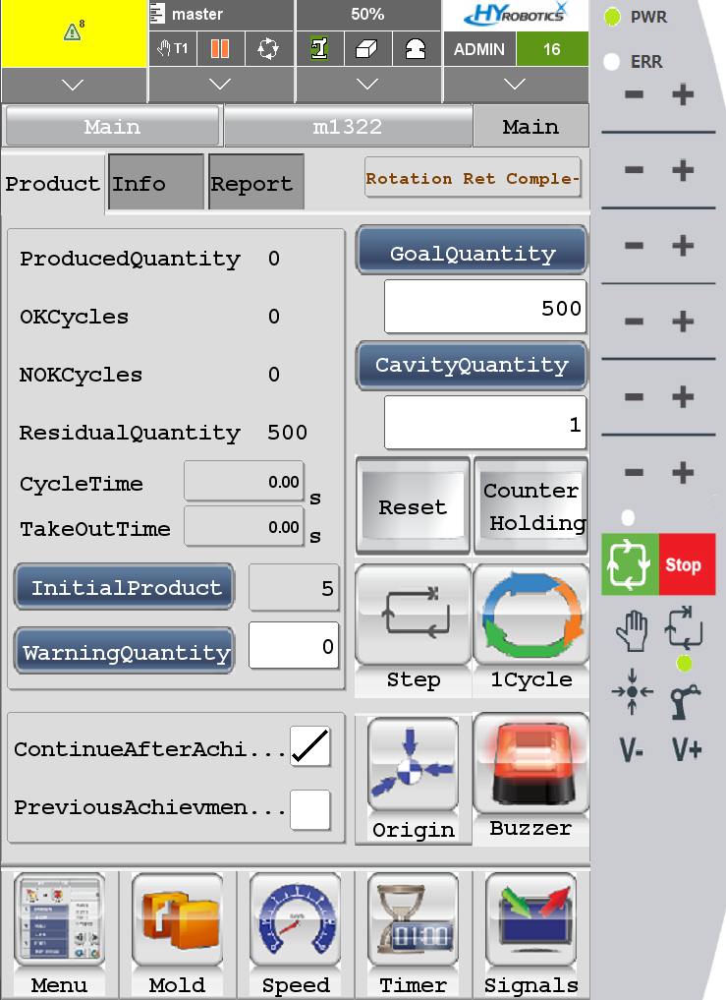 8
master
50%
HYROBOTICS
PWR
T1
ADMIN
16
ERR
Main
m1322
Main
Product
Info
Report
Rotation Ret Comple-
ProducedQuantity 0
GoalQuantity
500
OKCycles 0
NOKCycles 0
CavityQuantity
1
ResidualQuantity 500
CycleTime 0.00 s
TakeOutTime 0.00 s
Reset
Counter
Holding
Stop
InitialProduct 5
WarningQuantity 0
Step
1Cycle
ContinueAfterAchi...
PreviousAchievmen...
Origin
Buzzer
V-
V+
01:00
Menu
Mold
Speed
Timer
Signals